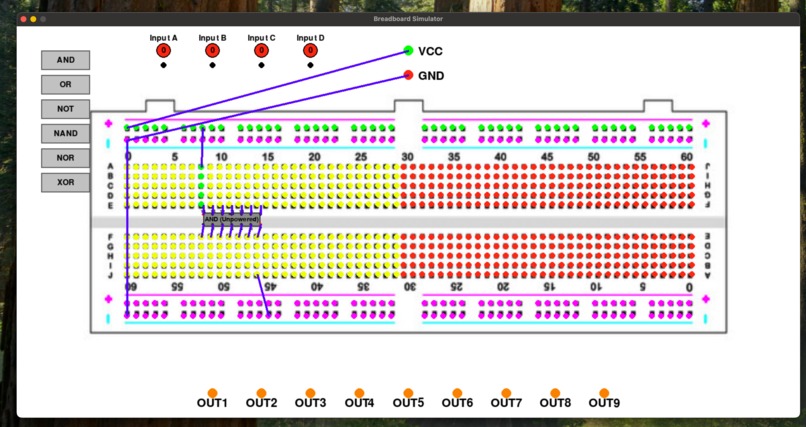 Breadboard Simulator
Input A Input B Input C Input D
0 0 0 0
VCC
GND
AND
OR
NOT
NAND
NOR
XOR
+ +
0 5 10 15 20 25 30 35 40 45 50 55 60
A J
B I
C H
D G
E F
AND (Unpowered)
F E
G D
H C
I B
J A
60 55 50 45 40 35 30 25 20 15 10 5 0
+ +
OUT1 OUT2 OUT3 OUT4 OUT5 OUT6 OUT7 OUT8 OUT9